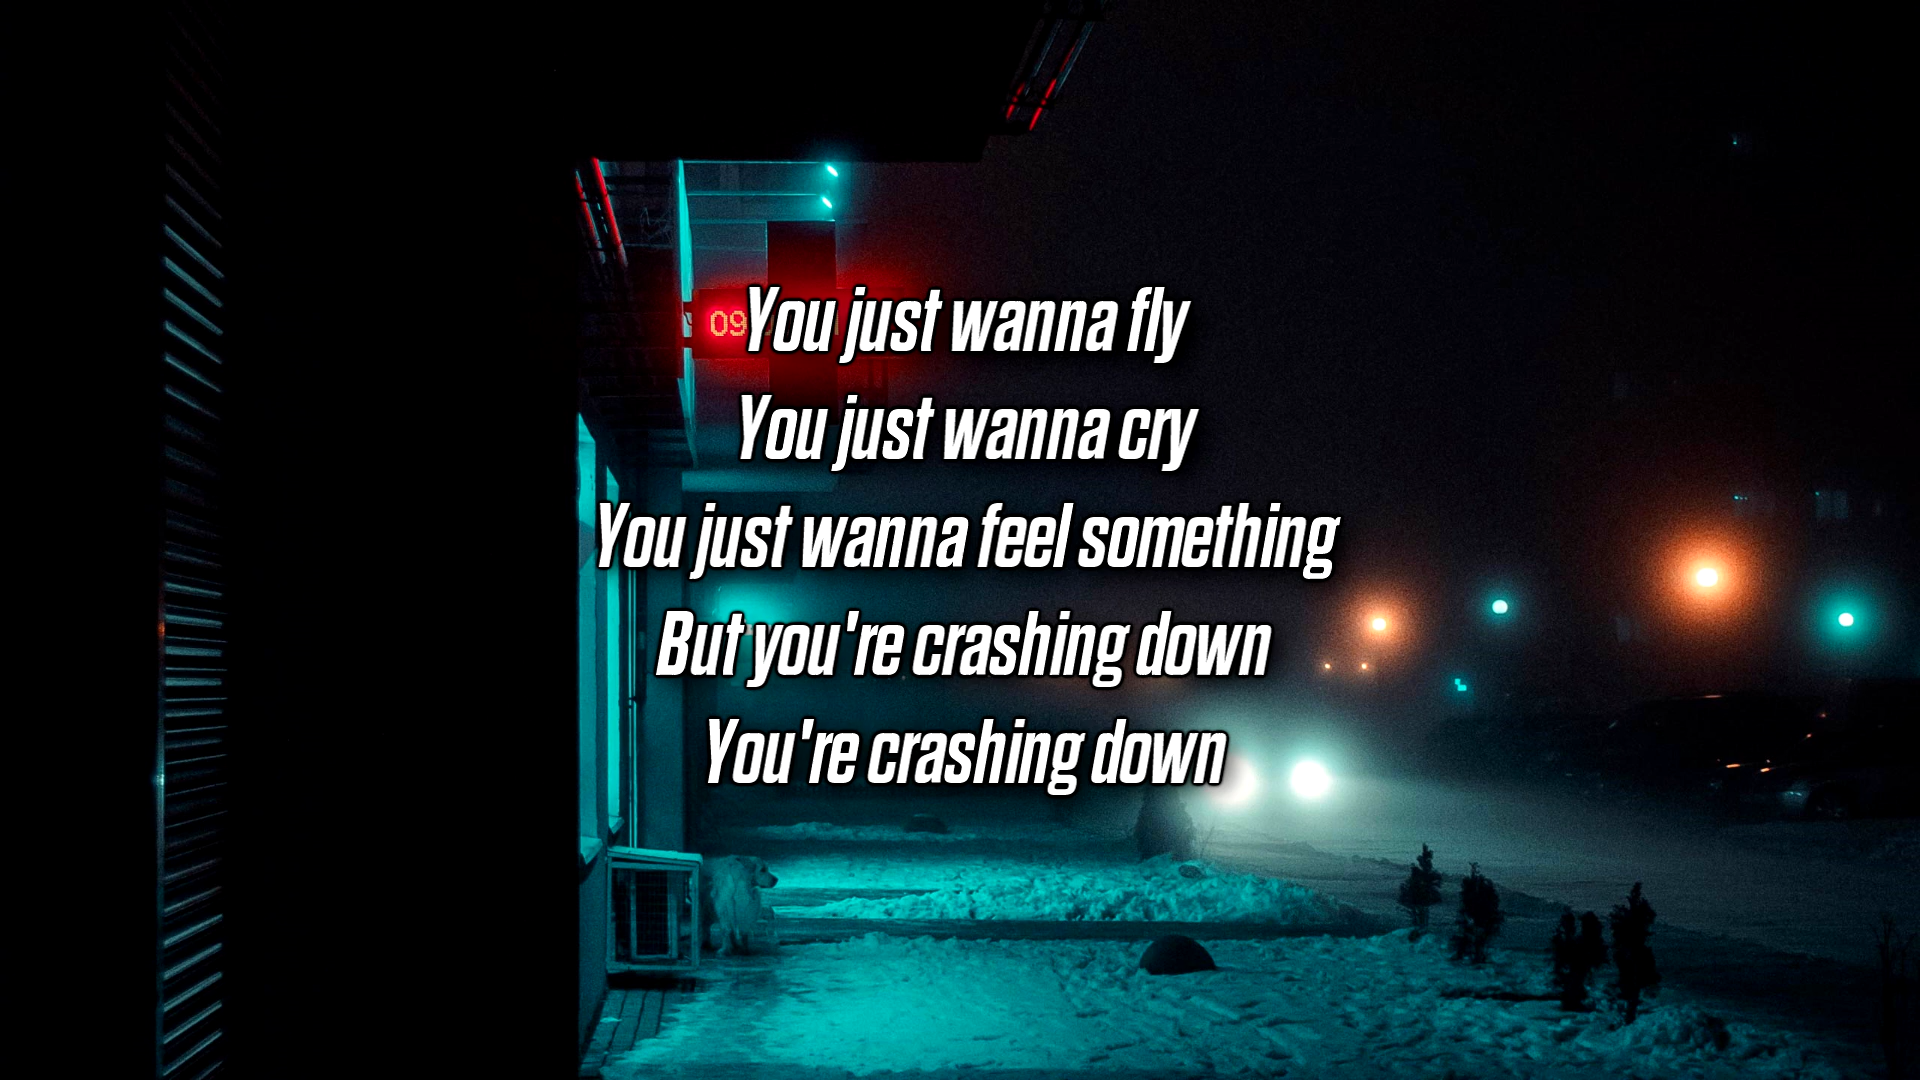 09
You just wanna fly
You just wanna cry
You just wanna feel something
But you're crashing down
You're crashing down